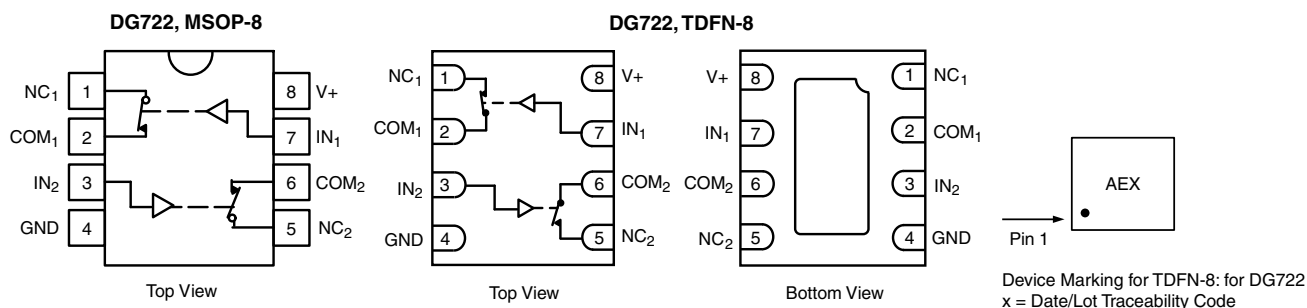 DG722, MSOP-8
NC1 1 8 V+
COM1 2 7 IN1
IN2 3 6 COM2
GND 4 5 NC2
Top View
DG722, TDFN-8
NC1 1 8 V+
COM1 2 7 IN1
IN2 3 6 COM2
GND 4 5 NC2
Top View
V+ 8 1 NC1
IN1 7 2 COM1
COM2 6 3 IN2
NC2 5 4 GND
Bottom View
AEX
Pin 1
Device Marking for TDFN-8: for DG722
x = Date/Lot Traceability Code